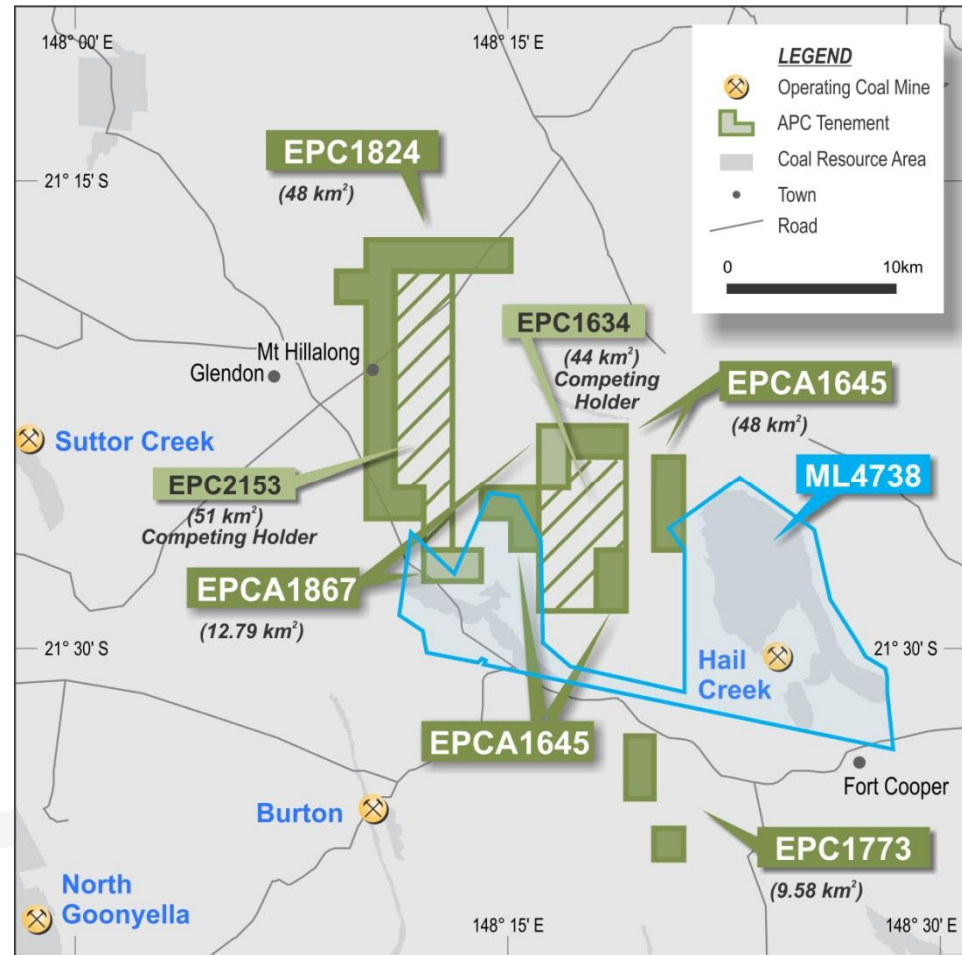 148° 00' E
148° 15' E
LEGEND
Operating Coal Mine
APC Tenement
Coal Resource Area
Town
Road
0 10km
EPC1824
(48 km²)
21° 15' S
EPC1634
(44 km²)
Competing
Holder
Mt Hillalong
Glendon
EPCA1645
(48 km²)
Suttor Creek
ML4738
EPC2153
(51 km²)
Competing Holder
EPCA1867
(12.79 km²)
21° 30' S
21° 30' S
Hail
Creek
EPCA1645
Fort Cooper
Burton
EPC1773
(9.58 km²)
North
Goonyella
148° 15' E
148° 30' E